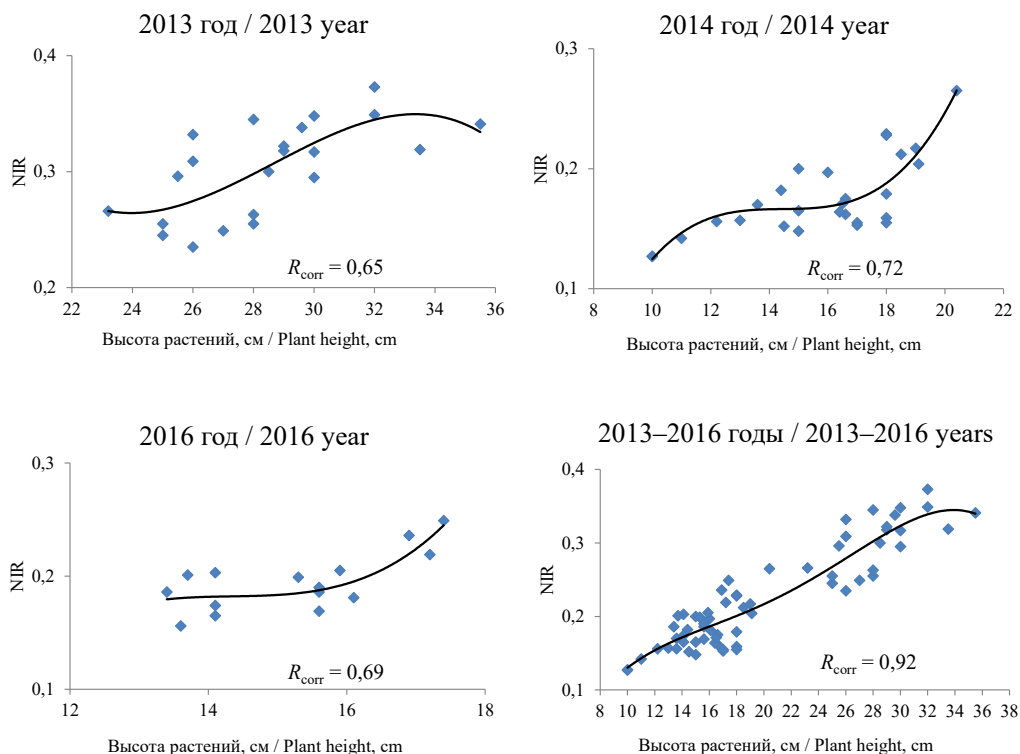 2013 год / 2013 year
0,4
0,3
0,2
NIR
22 24 26 28 30 32 34 36
R corr = 0,65
Высота растений, см / Plant height, cm
2014 год / 2014 year
0,3
0,2
0,1
NIR
8 10 12 14 16 18 20 22
R corr = 0,72
Высота растений, см / Plant height, cm
2016 год / 2016 year
0,3
0,2
0,1
NIR
12 14 16 18
R corr = 0,69
Высота растений, см / Plant height, cm
2013–2016 годы / 2013–2016 years
0,4
0,3
0,2
0,1
NIR
8 10 12 14 16 18 20 22 24 26 28 30 32 34 36 38
R corr = 0,92
Высота растений, см / Plant height, cm